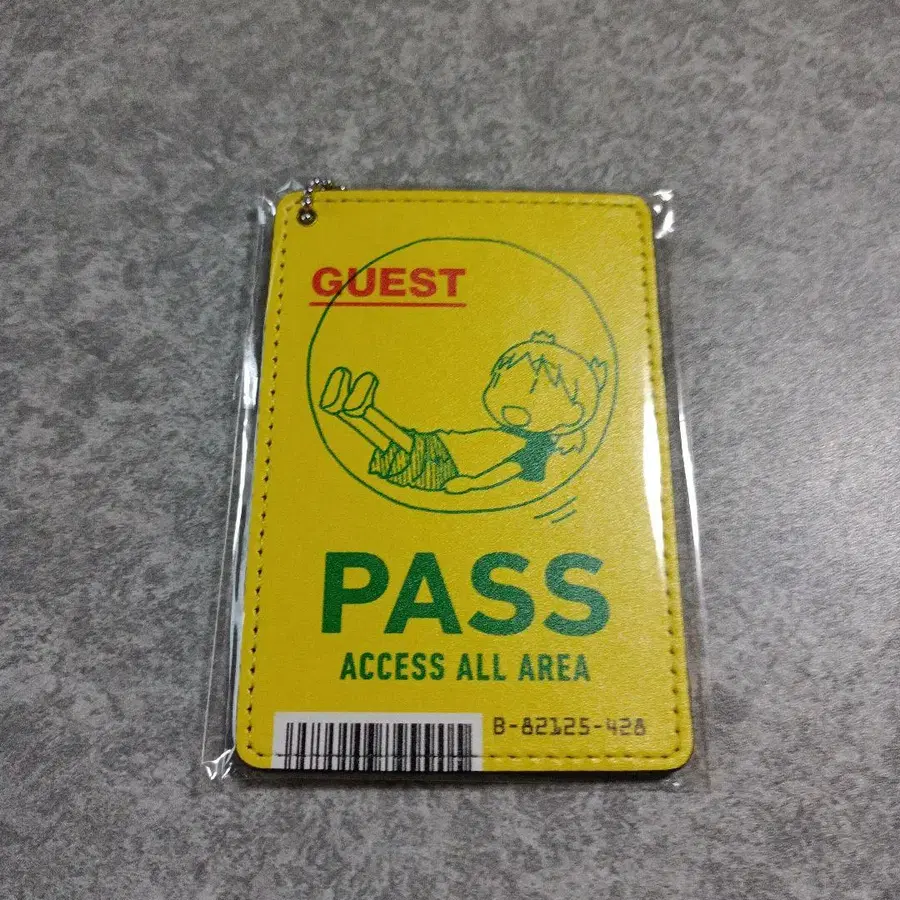 GUEST
PASS
ACCESS ALL AREA
B-82125-428